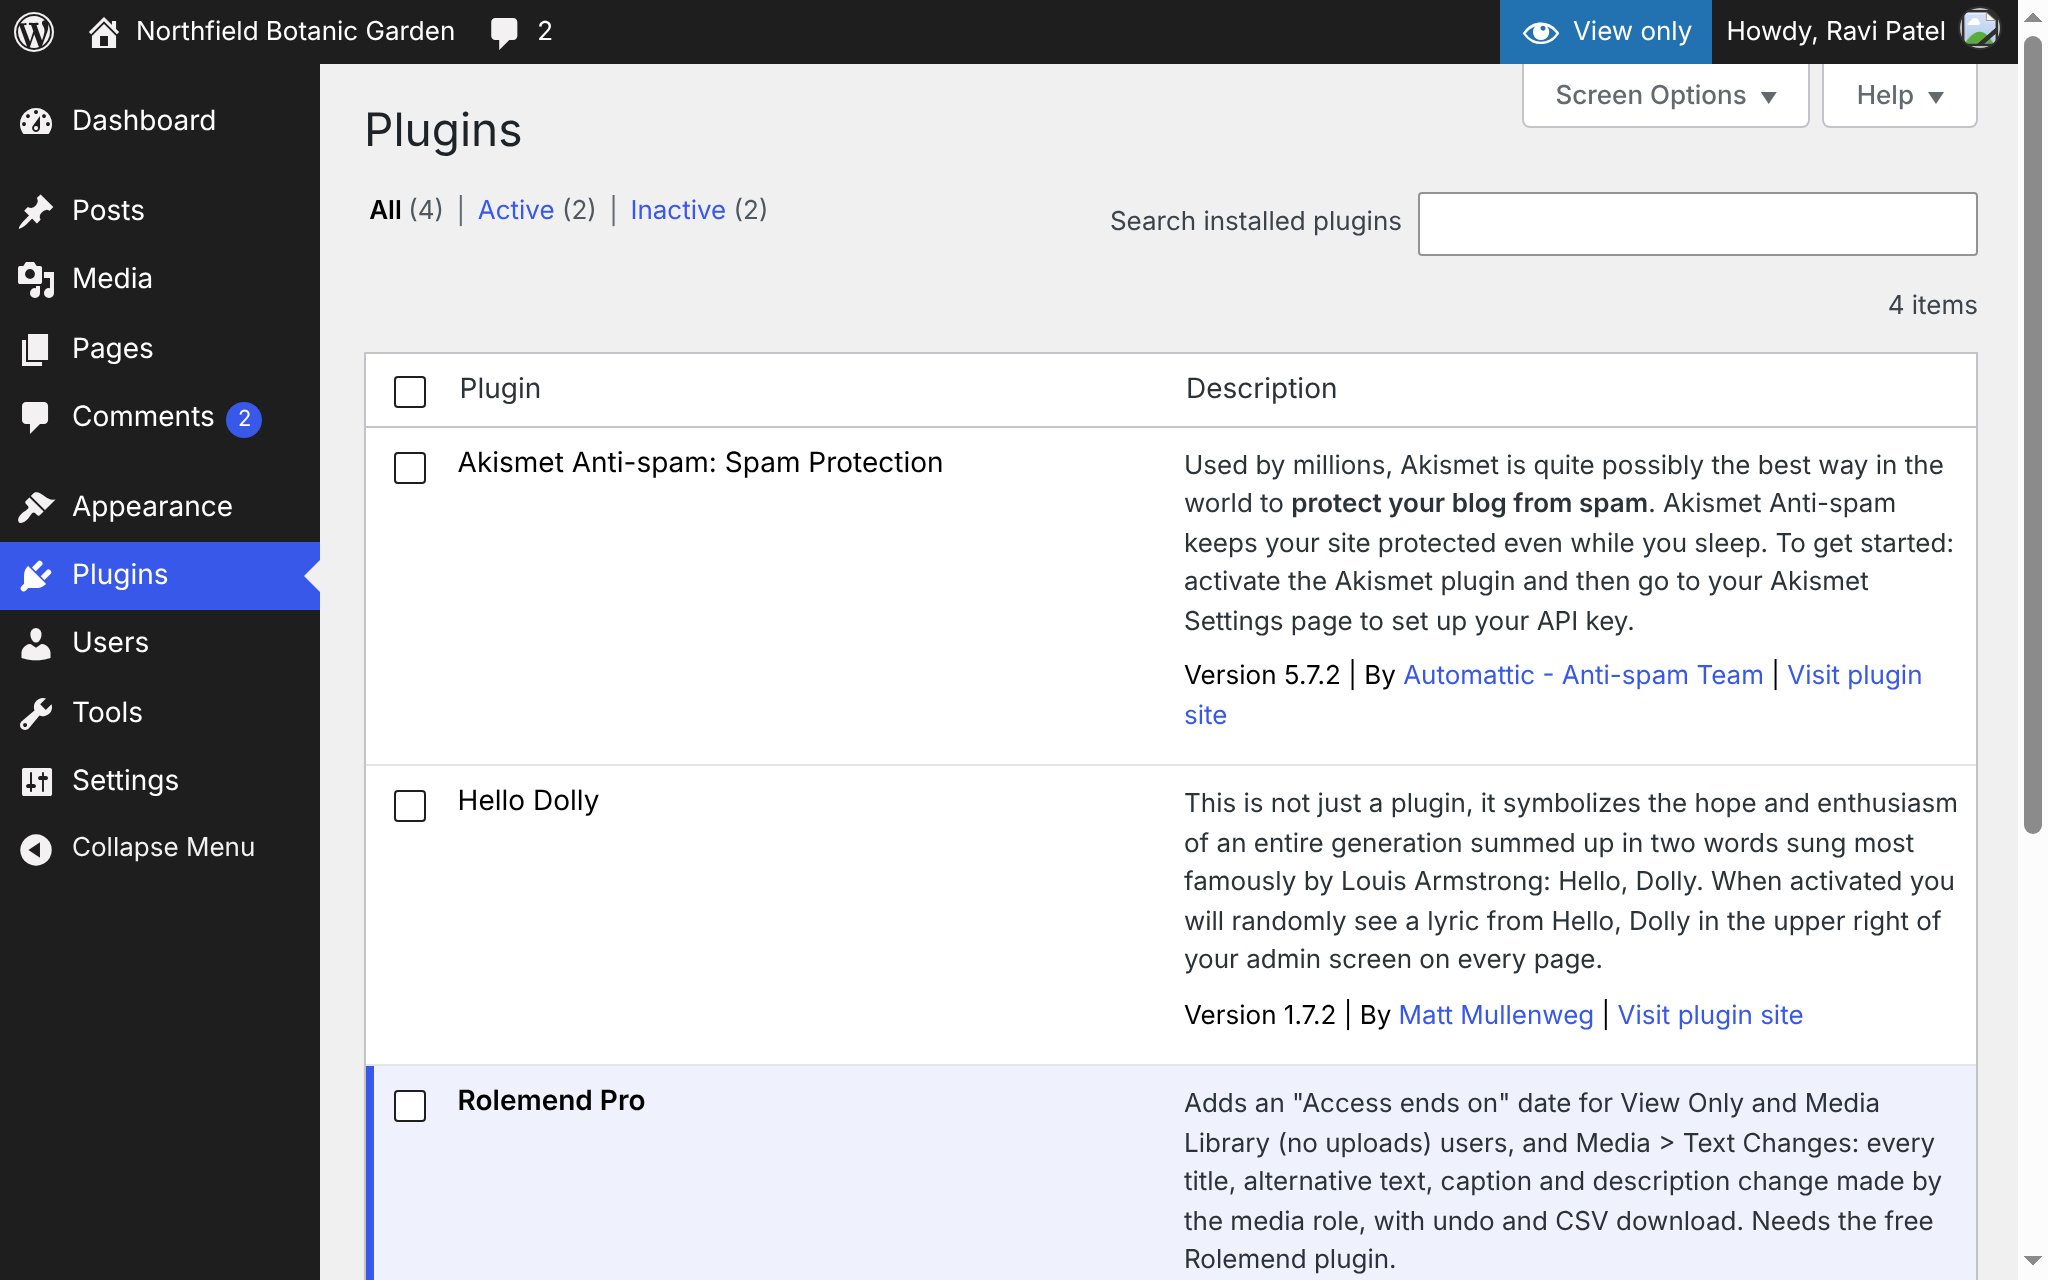 Northfield Botanic Garden 2 View only Howdy, Ravi Patel
Screen Options Help
Dashboard
Posts
Media
Pages
Comments 2
Appearance
Plugins
Users
Tools
Settings
Collapse Menu
Plugins
All (4) | Active (2) | Inactive (2)
Search installed plugins
4 items
Plugin Description
Akismet Anti-spam: Spam Protection
Used by millions, Akismet is quite possibly the best way in the
world to protect your blog from spam. Akismet Anti-spam
keeps your site protected even while you sleep. To get started:
activate the Akismet plugin and then go to your Akismet
Settings page to set up your API key.
Version 5.7.2 | By Automattic - Anti-spam Team | Visit plugin
site
Hello Dolly
This is not just a plugin, it symbolizes the hope and enthusiasm
of an entire generation summed up in two words sung most
famously by Louis Armstrong: Hello, Dolly. When activated you
will randomly see a lyric from Hello, Dolly in the upper right of
your admin screen on every page.
Version 1.7.2 | By Matt Mullenweg | Visit plugin site
Rolemend Pro
Adds an "Access ends on" date for View Only and Media
Library (no uploads) users, and Media > Text Changes: every
title, alternative text, caption and description change made by
the media role, with undo and CSV download. Needs the free
Rolemend plugin.